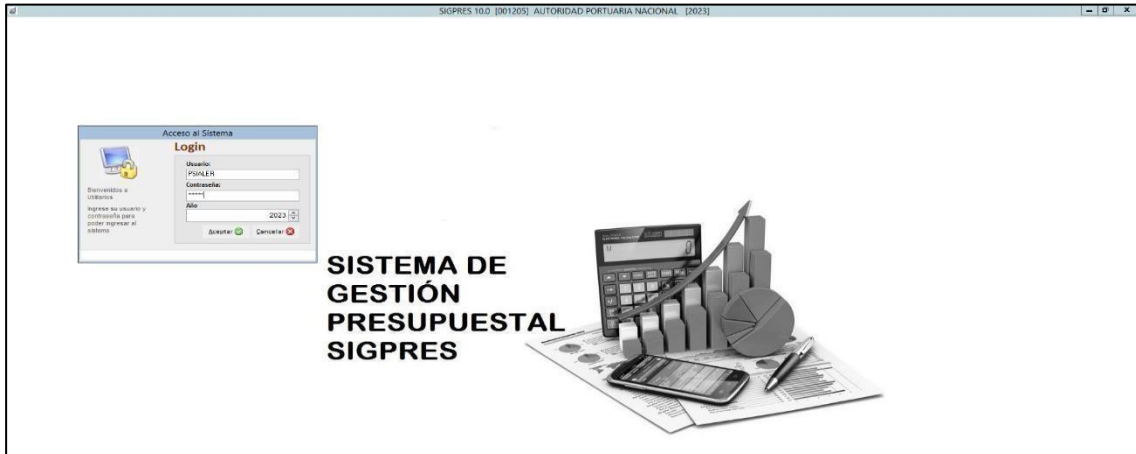 SIGPRES 10.0 [001205] AUTORIDAD PORTUARIA NACIONAL [2023]
Acceso al Sistema
Login
Usuario:
PSIALER
Contraseña:
*****
Año
2023
Aceptar
Cancelar
Bienvenidos a
Utilitarios
Ingrese su usuario y
contraseña para
poder ingresar al
sistema
SISTEMA DE
GESTIÓN
PRESUPUESTAL
SIGPRES